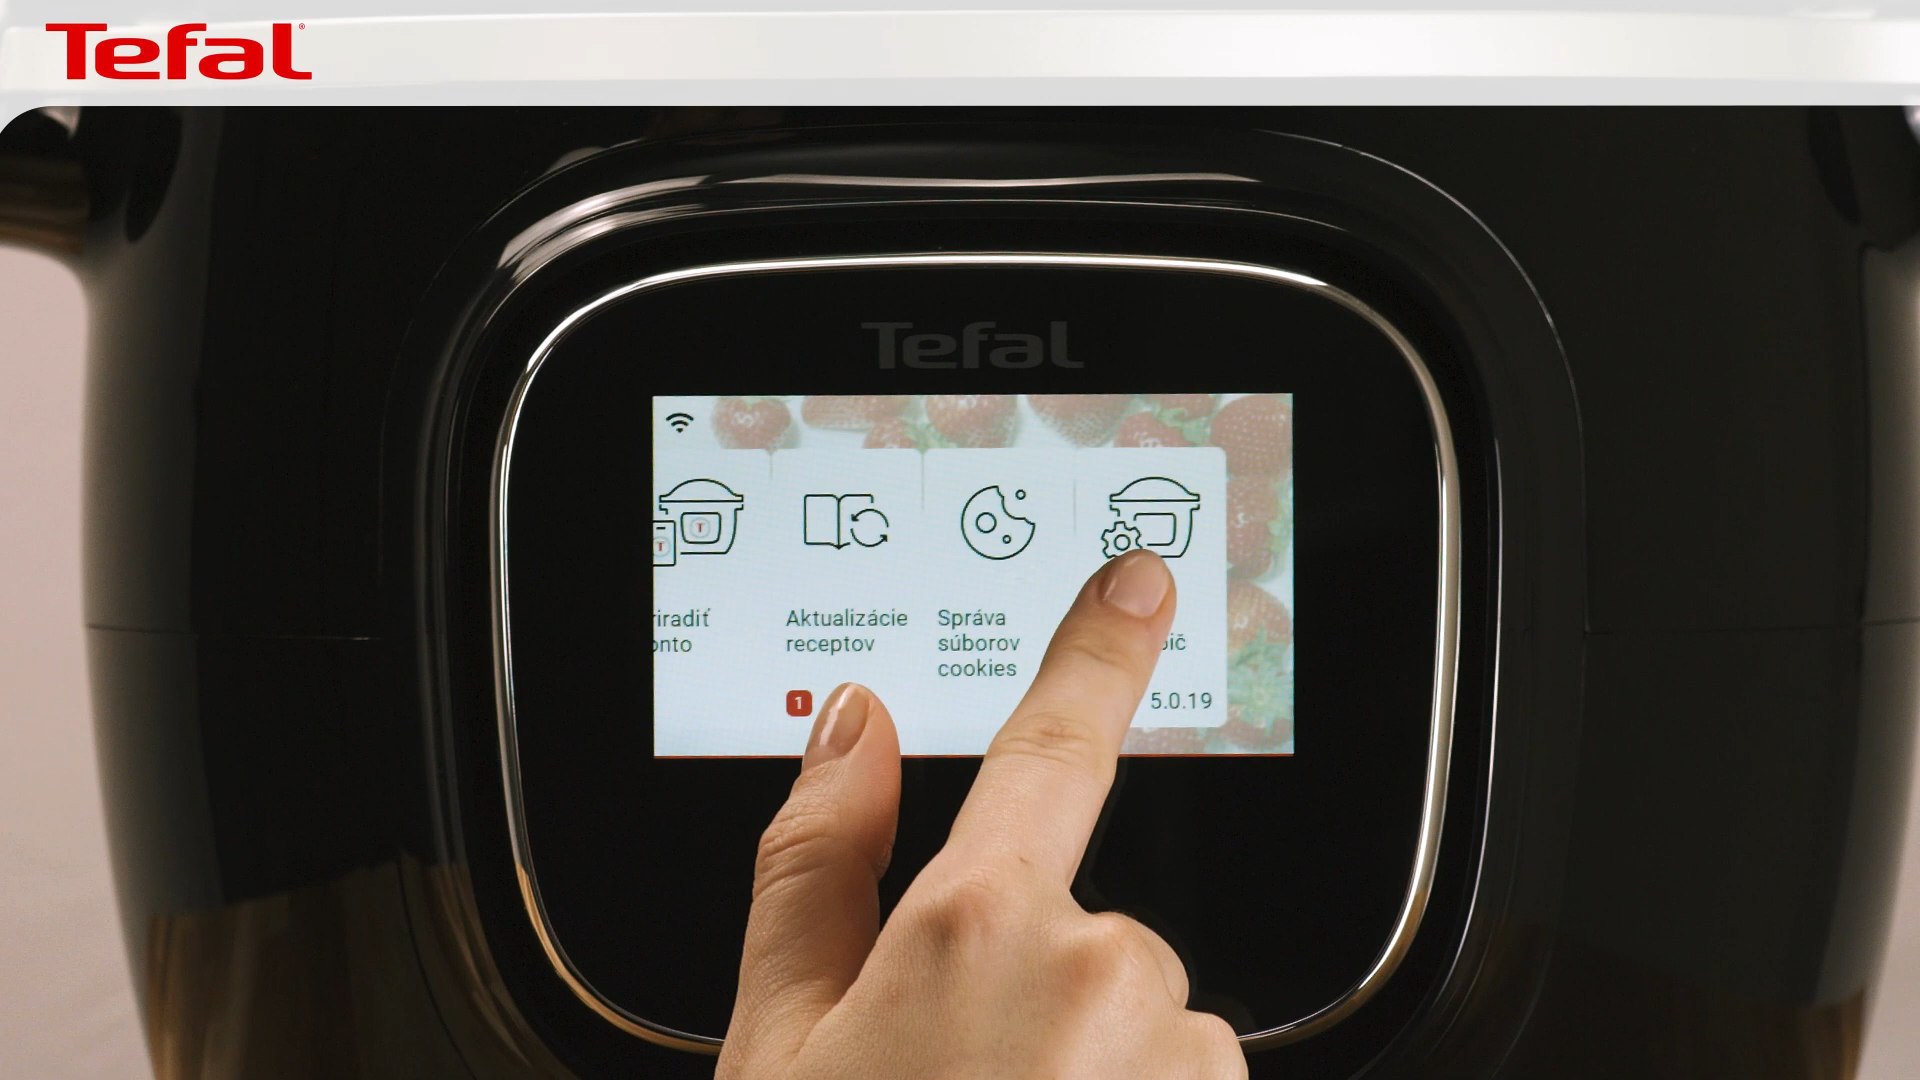 Tefal
Tefal
Aktualizácie
receptov
1
Správa
súborov
cookies
5.0.19